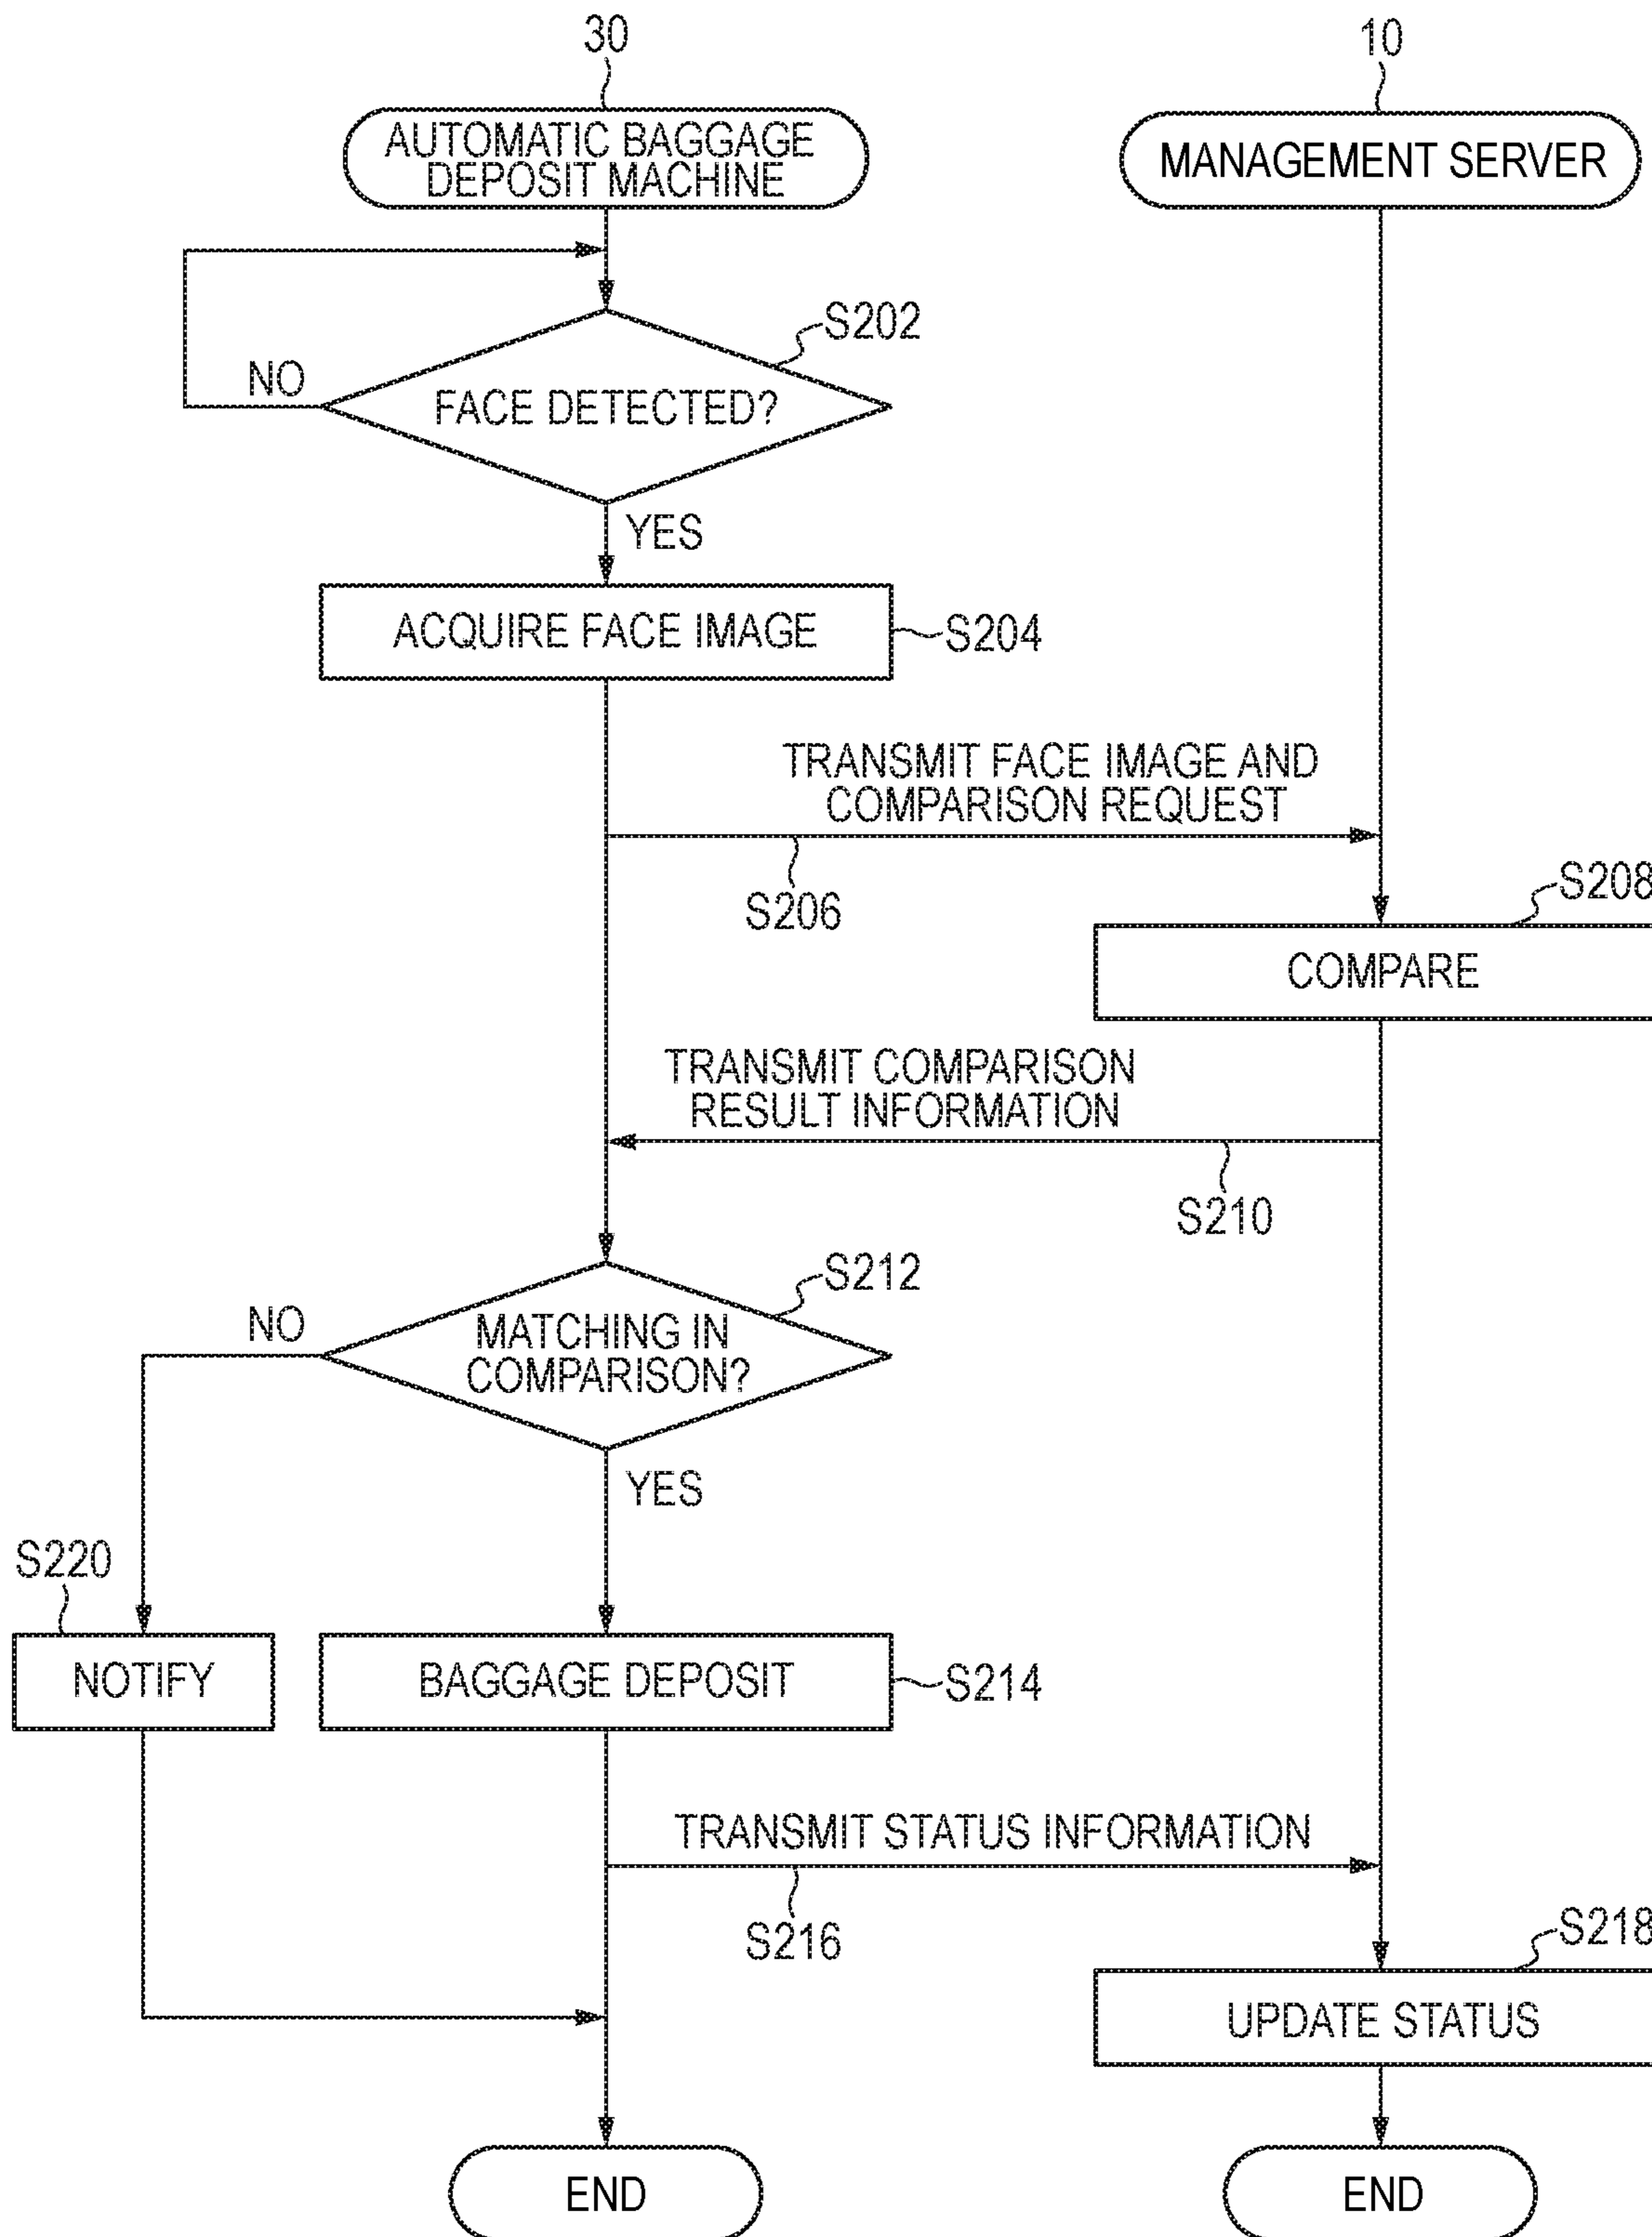 30
10
AUTOMATIC BAGGAGE
DEPOSIT MACHINE
MANAGEMENT SERVER
S202
NO
FACE DETECTED?
YES
ACQUIRE FACE IMAGE
S204
TRANSMIT FACE IMAGE AND
COMPARISON REQUEST
S206
S208
COMPARE
TRANSMIT COMPARISON
RESULT INFORMATION
S210
S212
NO
MATCHING IN
COMPARISON?
YES
S220
NOTIFY
BAGGAGE DEPOSIT
S214
TRANSMIT STATUS INFORMATION
S216
S218
UPDATE STATUS
END
END